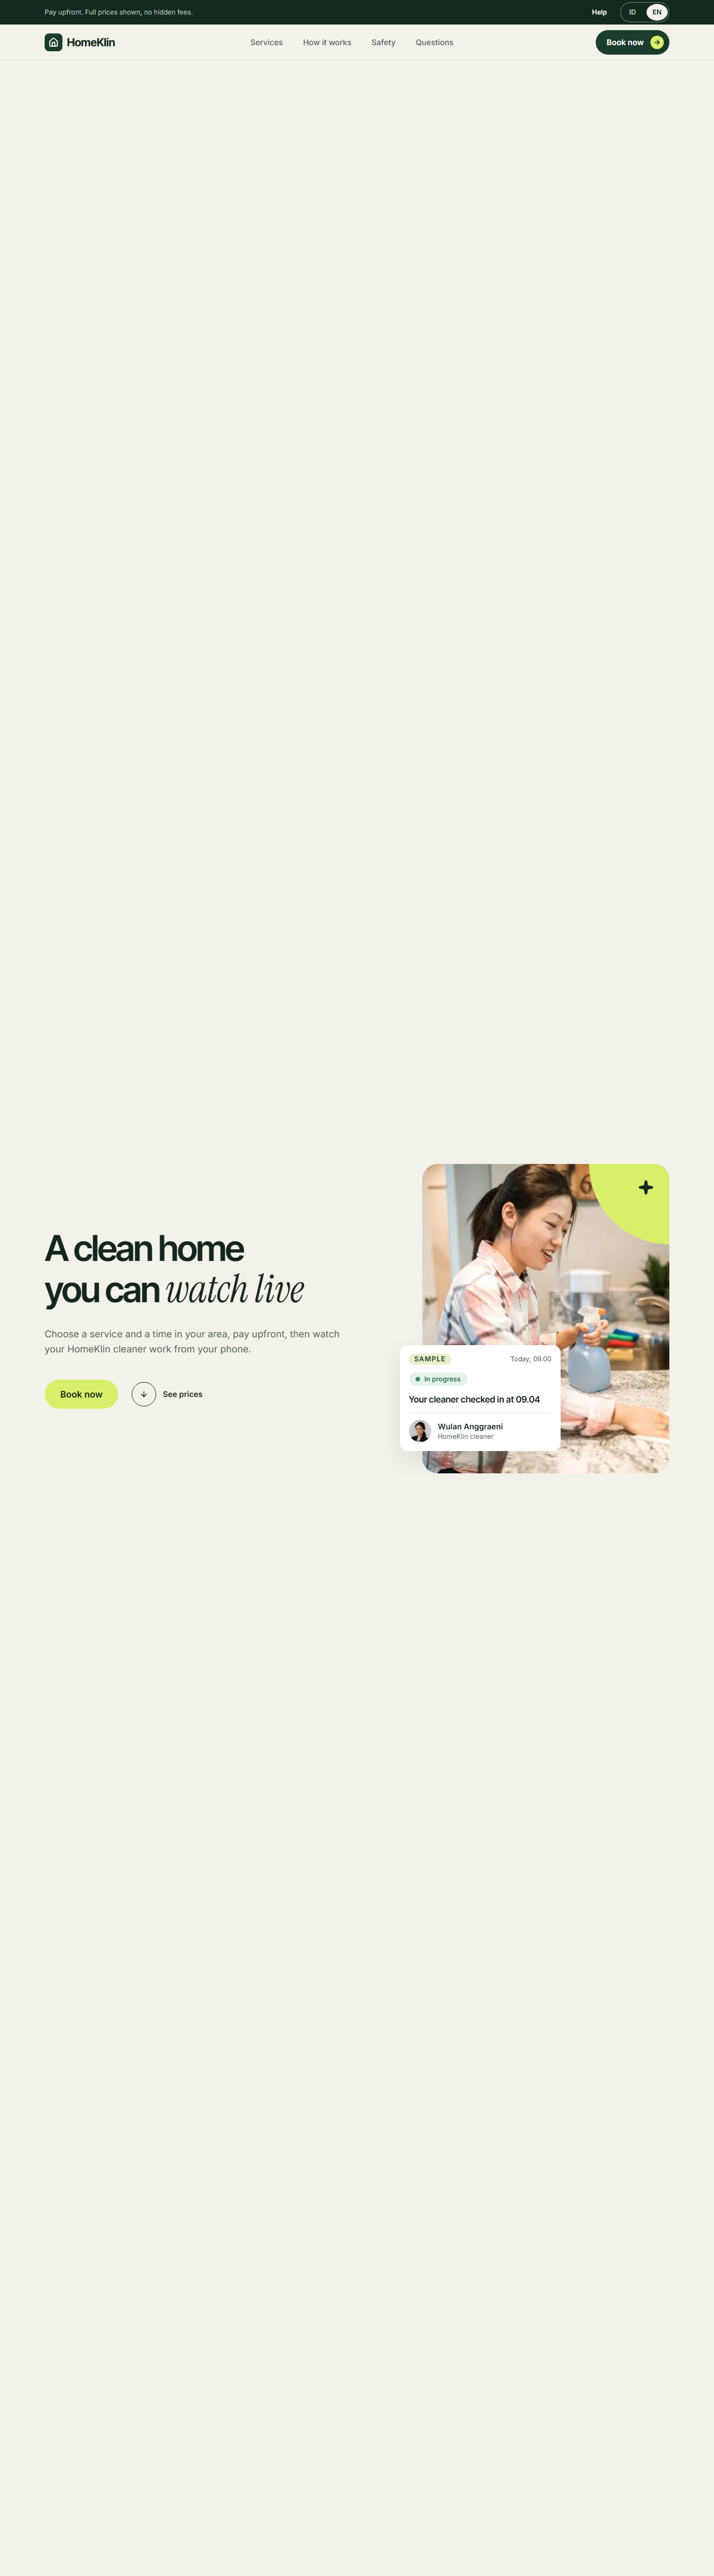 Pay upfront. Full prices shown, no hidden fees.
Help
ID
EN
HomeKlin
Services
How it works
Safety
Questions
Book now
A clean home
you can watch live
Choose a service and a time in your area, pay upfront, then watch
your HomeKlin cleaner work from your phone.
Book now
See prices
SAMPLE
Today, 09.00
In progress
Your cleaner checked in at 09.04
Wulan Anggraeni
HomeKlin cleaner